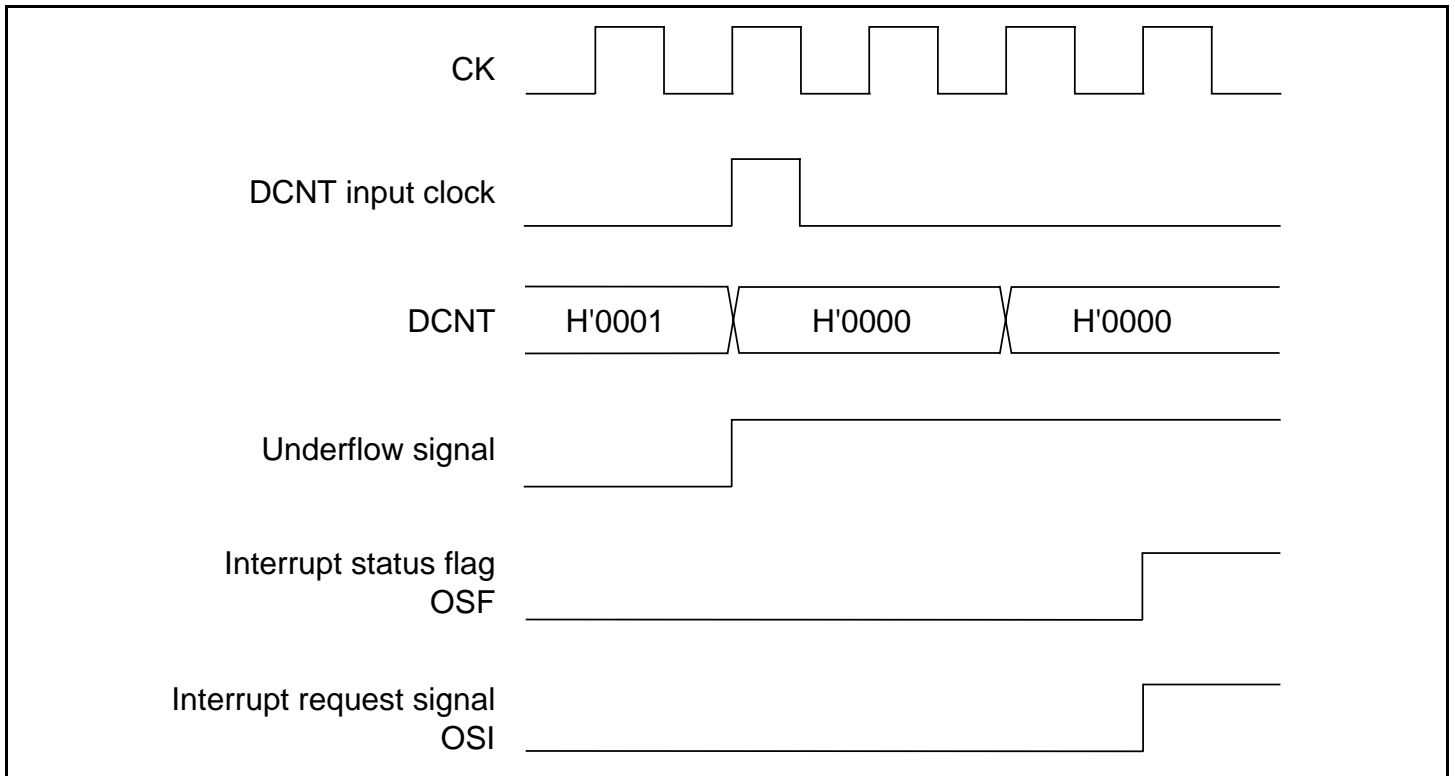 CK
DCNT input clock
DCNT
H'0001
H'0000
H'0000
Underflow signal
Interrupt status flag
OSF
Interrupt request signal
OSI